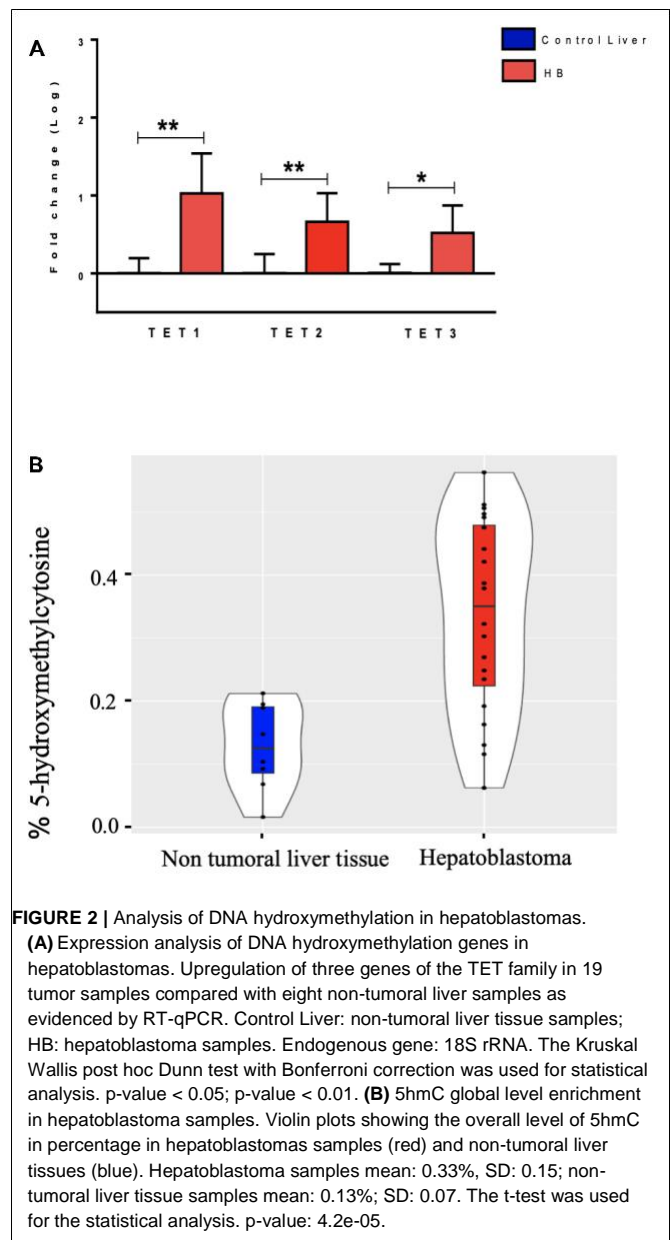 A
3
2
1
0
Fold change (Log)
Control Liver
HB
**
**
*
TET1 TET2 TET3
B
% 5-hydroxymethylcytosine
0.4
0.2
0.0
Non tumoral liver tissue Hepatoblastoma
FIGURE 2 | Analysis of DNA hydroxymethylation in hepatoblastomas.
(A) Expression analysis of DNA hydroxymethylation genes in
hepatoblastomas. Upregulation of three genes of the TET family in 19
tumor samples compared with eight non-tumoral liver samples as
evidenced by RT-qPCR. Control Liver: non-tumoral liver tissue samples;
HB: hepatoblastoma samples. Endogenous gene: 18S rRNA. The Kruskal
Wallis post hoc Dunn test with Bonferroni correction was used for statistical
analysis. p-value < 0.05; p-value < 0.01. (B) 5hmC global level enrichment
in hepatoblastoma samples. Violin plots showing the overall level of 5hmC
in percentage in hepatoblastomas samples (red) and non-tumoral liver
tissues (blue). Hepatoblastoma samples mean: 0.33%, SD: 0.15; non-
tumoral liver tissue samples mean: 0.13%; SD: 0.07. The t-test was used
for the statistical analysis. p-value: 4.2e-05.